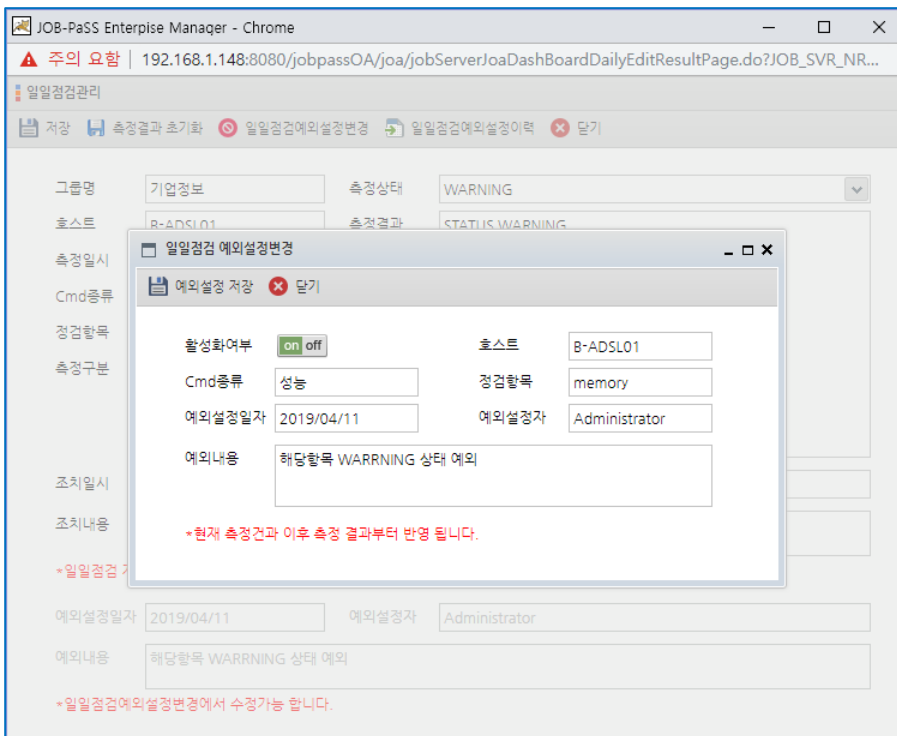 JOB-PaSS Enterpise Manager - Chrome
주의 요함 | 192.168.1.148:8080/jobpassOA/joa/jobServerJoaDashBoardDailyEditResultPage.do?JOB_SVR_NR...
일일점검관리
저장 측정결과 초기화 일일점검예외설정변경 일일점검예외설정이력 닫기
그룹명 기업정보 측정상태 WARNING
호스트 B-ADSL01 측정결과 STATUS WARNING
측정일시
Cmd종류
정검항목
측정구분
일일점검 예외설정변경
예외설정 저장 닫기
활성화여부 on off 호스트 B-ADSL01
Cmd종류 성능 정검항목 memory
예외설정일자 2019/04/11 예외설정자 Administrator
예외내용 해당항목 WARRNING 상태 예외
*현재 측정건과 이후 측정 결과부터 반영 됩니다.
조치일시
조치내용
*일일점검
예외설정일자 2019/04/11 예외설정자 Administrator
예외내용 해당항목 WARRNING 상태 예외
*일일점검예외설정변경에서 수정가능 합니다.